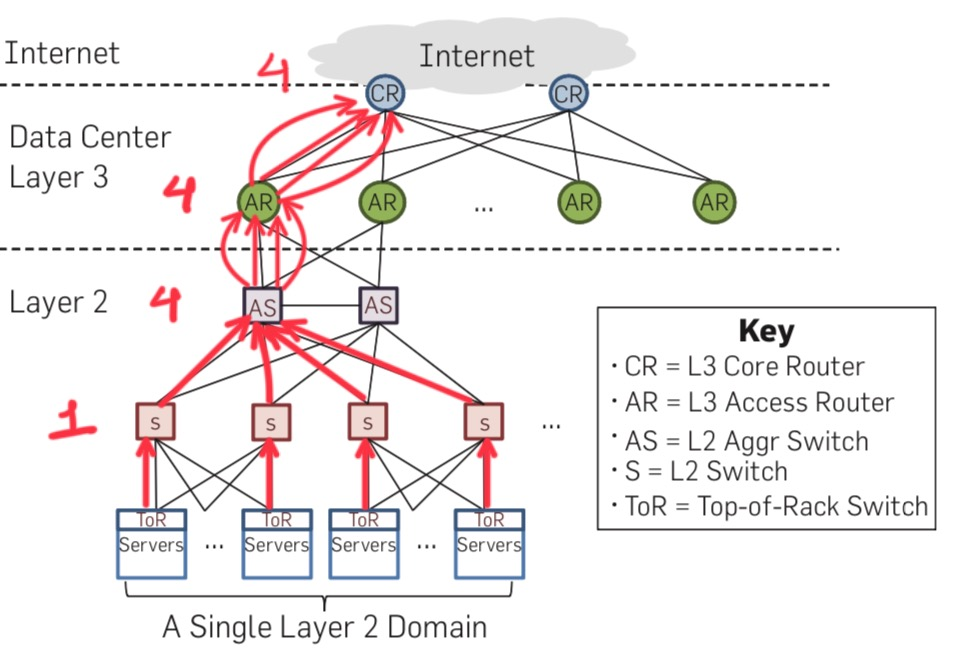 Internet
Internet
4
CR CR
Data Center
Layer 3
4
AR AR ... AR AR
Layer 2
4
AS AS
Key
· CR = L3 Core Router
· AR = L3 Access Router
· AS = L2 Aggr Switch
· S = L2 Switch
· ToR = Top-of-Rack Switch
1
s s s s ...
ToR ToR ToR ToR
Servers ... Servers Servers ... Servers
A Single Layer 2 Domain